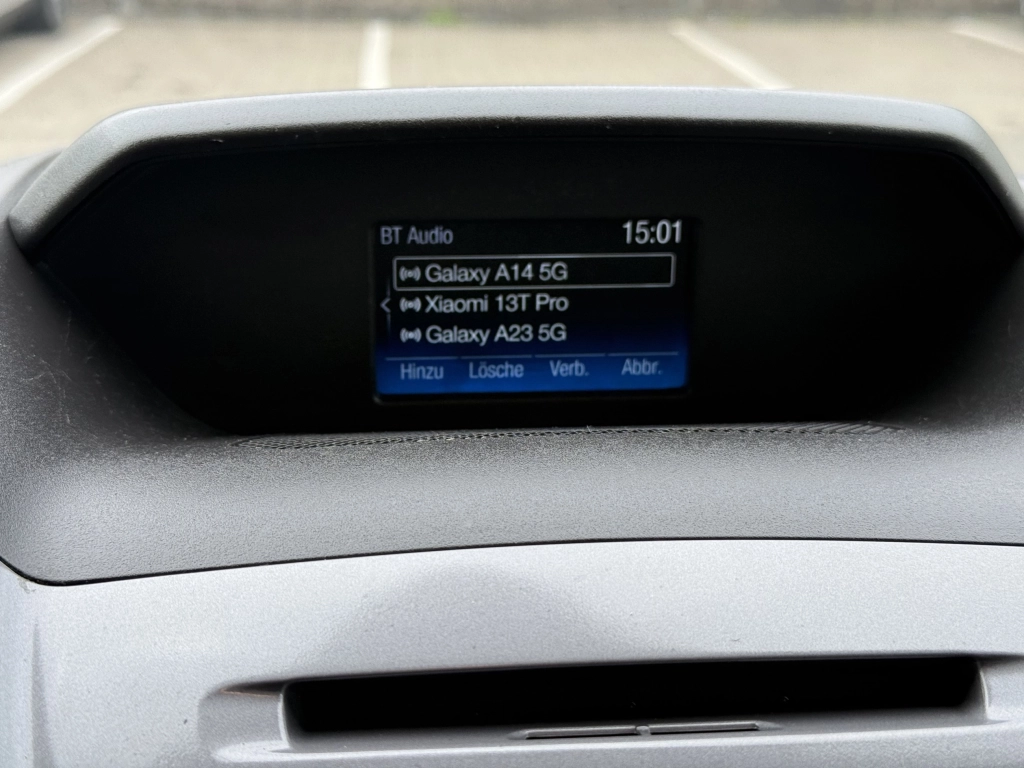 BT Audio 15:01
Galaxy A14 5G
Xiaomi 13T Pro
Galaxy A23 5G
Hinzu Lösche Verb. Abbr.